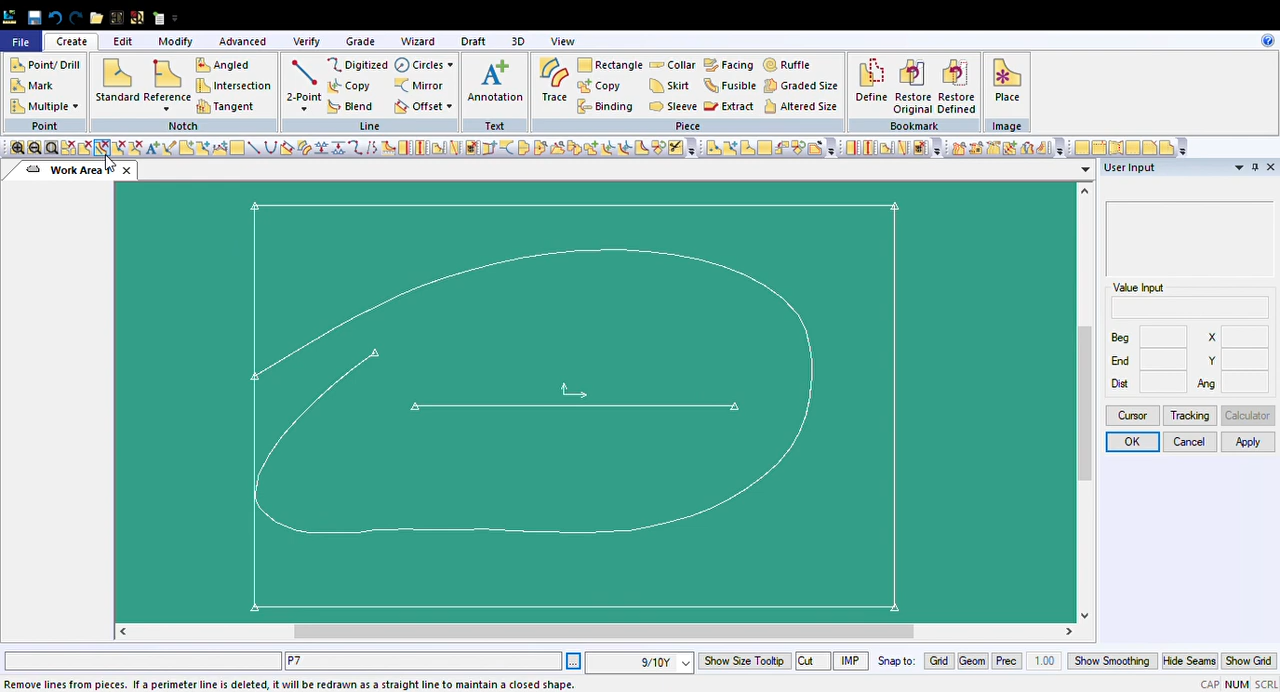 File Create Edit Modify Advanced Verify Grade Wizard Draft 3D View
Point/ Drill Angled Digitized Circles Rectangle Collar Facing Ruffle
Mark Standard Reference Intersection 2-Point Copy Mirror Annotation Trace Copy Skirt Fusible Graded Size Define Restore Original Restore Defined Place
Multiple Tangent Blend Offset Binding Sleeve Extract Altered Size
Point Notch Line Text Piece Bookmark Image
Work Area
User Input
Value Input
Beg X
End Y
Dist Ang
Cursor Tracking Calculator
OK Cancel Apply
P7 ... 9/10Y Show Size Tooltip Cut IMP Snap to: Grid Geom Prec 1.00 Show Smoothing Hide Seams Show Grid
Remove lines from pieces. If a perimeter line is deleted, it will be redrawn as a straight line to maintain a closed shape. CAP NUM SCRL